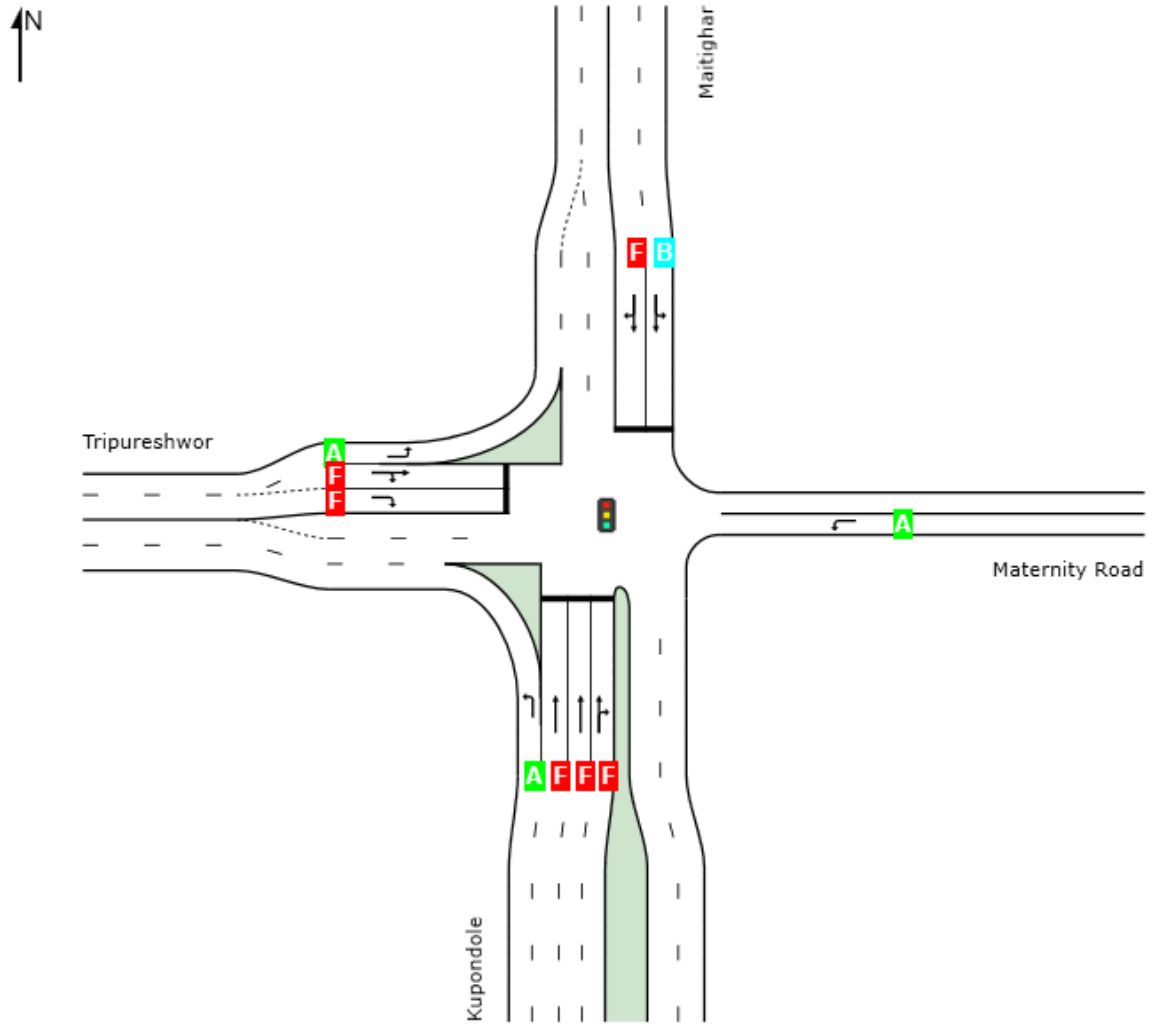 N
Maitighar
F B
Tripureshwor
A
F
F
A
Maternity Road
A F F F
Kupondole